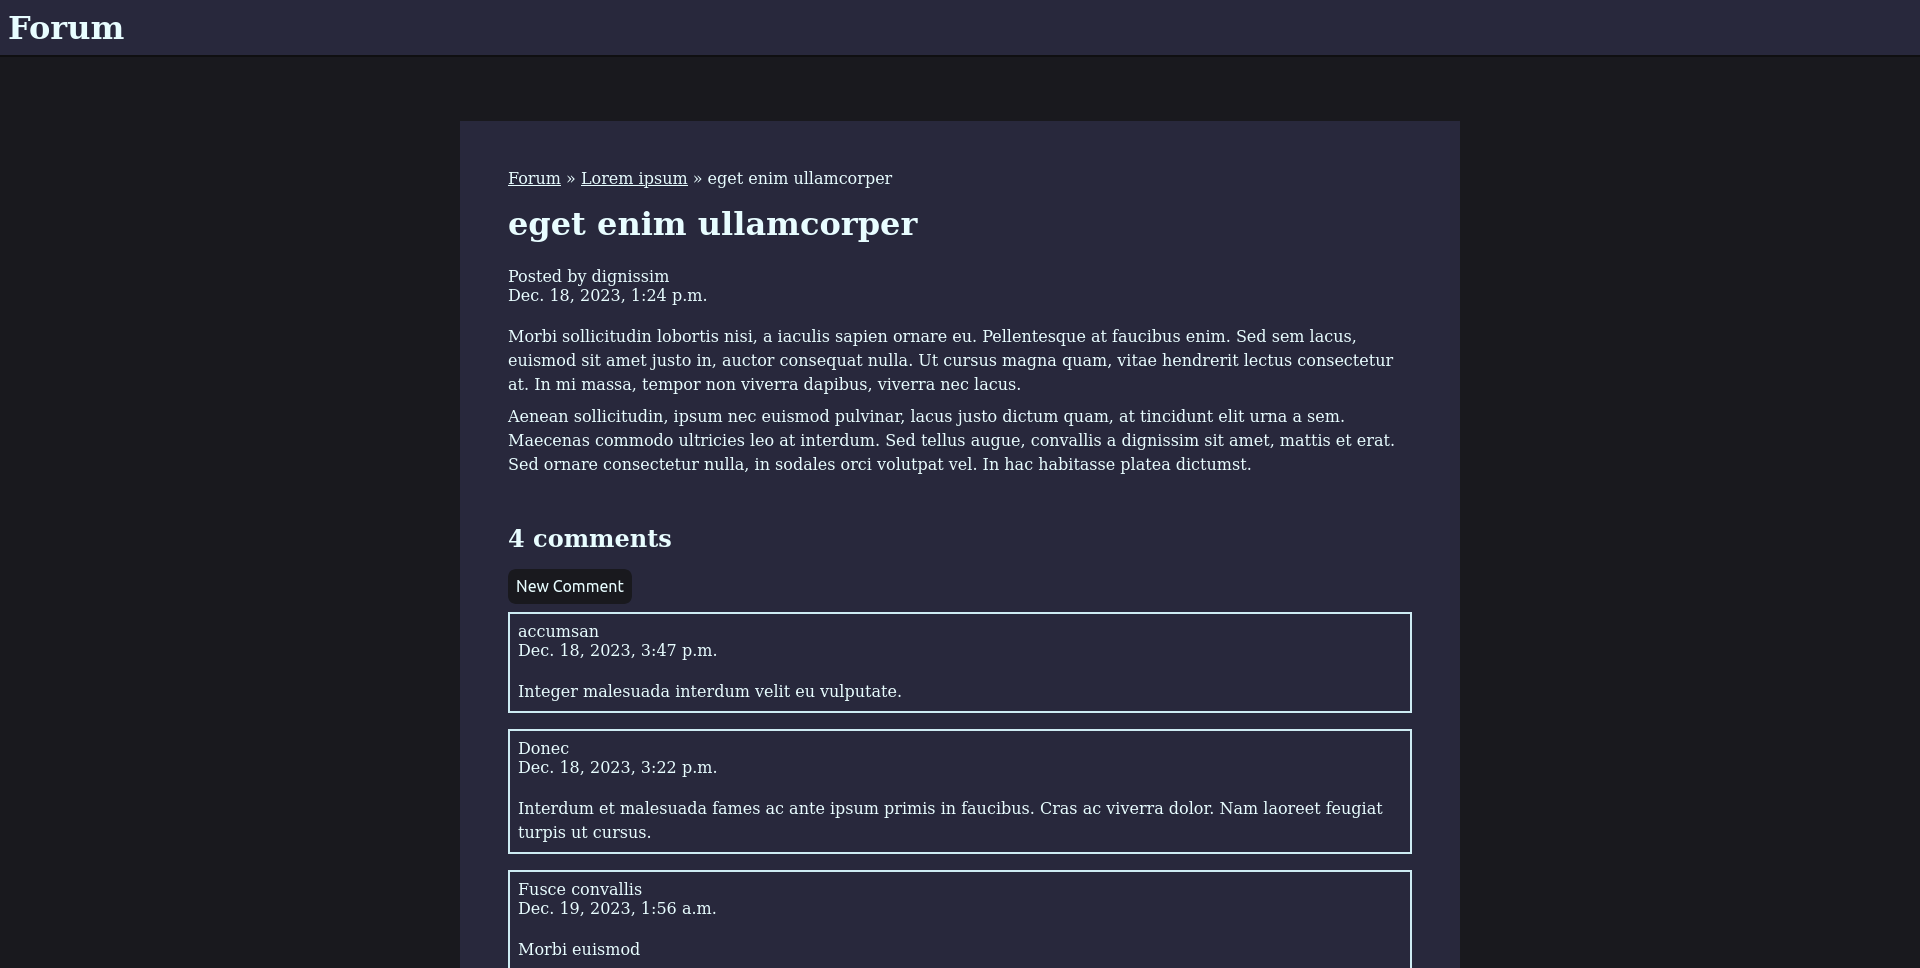 Forum
Forum » Lorem ipsum » eget enim ullamcorper
eget enim ullamcorper
Posted by dignissim
Dec. 18, 2023, 1:24 p.m.
Morbi sollicitudin lobortis nisi, a iaculis sapien ornare eu. Pellentesque at faucibus enim. Sed sem lacus,
euismod sit amet justo in, auctor consequat nulla. Ut cursus magna quam, vitae hendrerit lectus consectetur
at. In mi massa, tempor non viverra dapibus, viverra nec lacus.
Aenean sollicitudin, ipsum nec euismod pulvinar, lacus justo dictum quam, at tincidunt elit urna a sem.
Maecenas commodo ultricies leo at interdum. Sed tellus augue, convallis a dignissim sit amet, mattis et erat.
Sed ornare consectetur nulla, in sodales orci volutpat vel. In hac habitasse platea dictumst.
4 comments
New Comment
accumsan
Dec. 18, 2023, 3:47 p.m.
Integer malesuada interdum velit eu vulputate.
Donec
Dec. 18, 2023, 3:22 p.m.
Interdum et malesuada fames ac ante ipsum primis in faucibus. Cras ac viverra dolor. Nam laoreet feugiat
turpis ut cursus.
Fusce convallis
Dec. 19, 2023, 1:56 a.m.
Morbi euismod